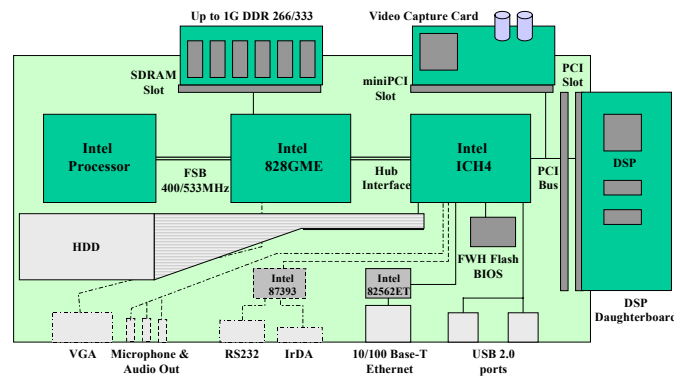 Up to 1G DDR 266/333
Video Capture Card
SDRAM
Slot
miniPCI
Slot
PCI
Slot
Intel
Processor
FSB
400/533MHz
Intel
828GME
Hub
Interface
Intel
ICH4
PCI
Bus
DSP
HDD
FWH Flash
BIOS
Intel
87393
Intel
82562ET
DSP
Daughterboard
VGA
Microphone &
Audio Out
RS232
IrDA
10/100 Base-T
Ethernet
USB 2.0
ports